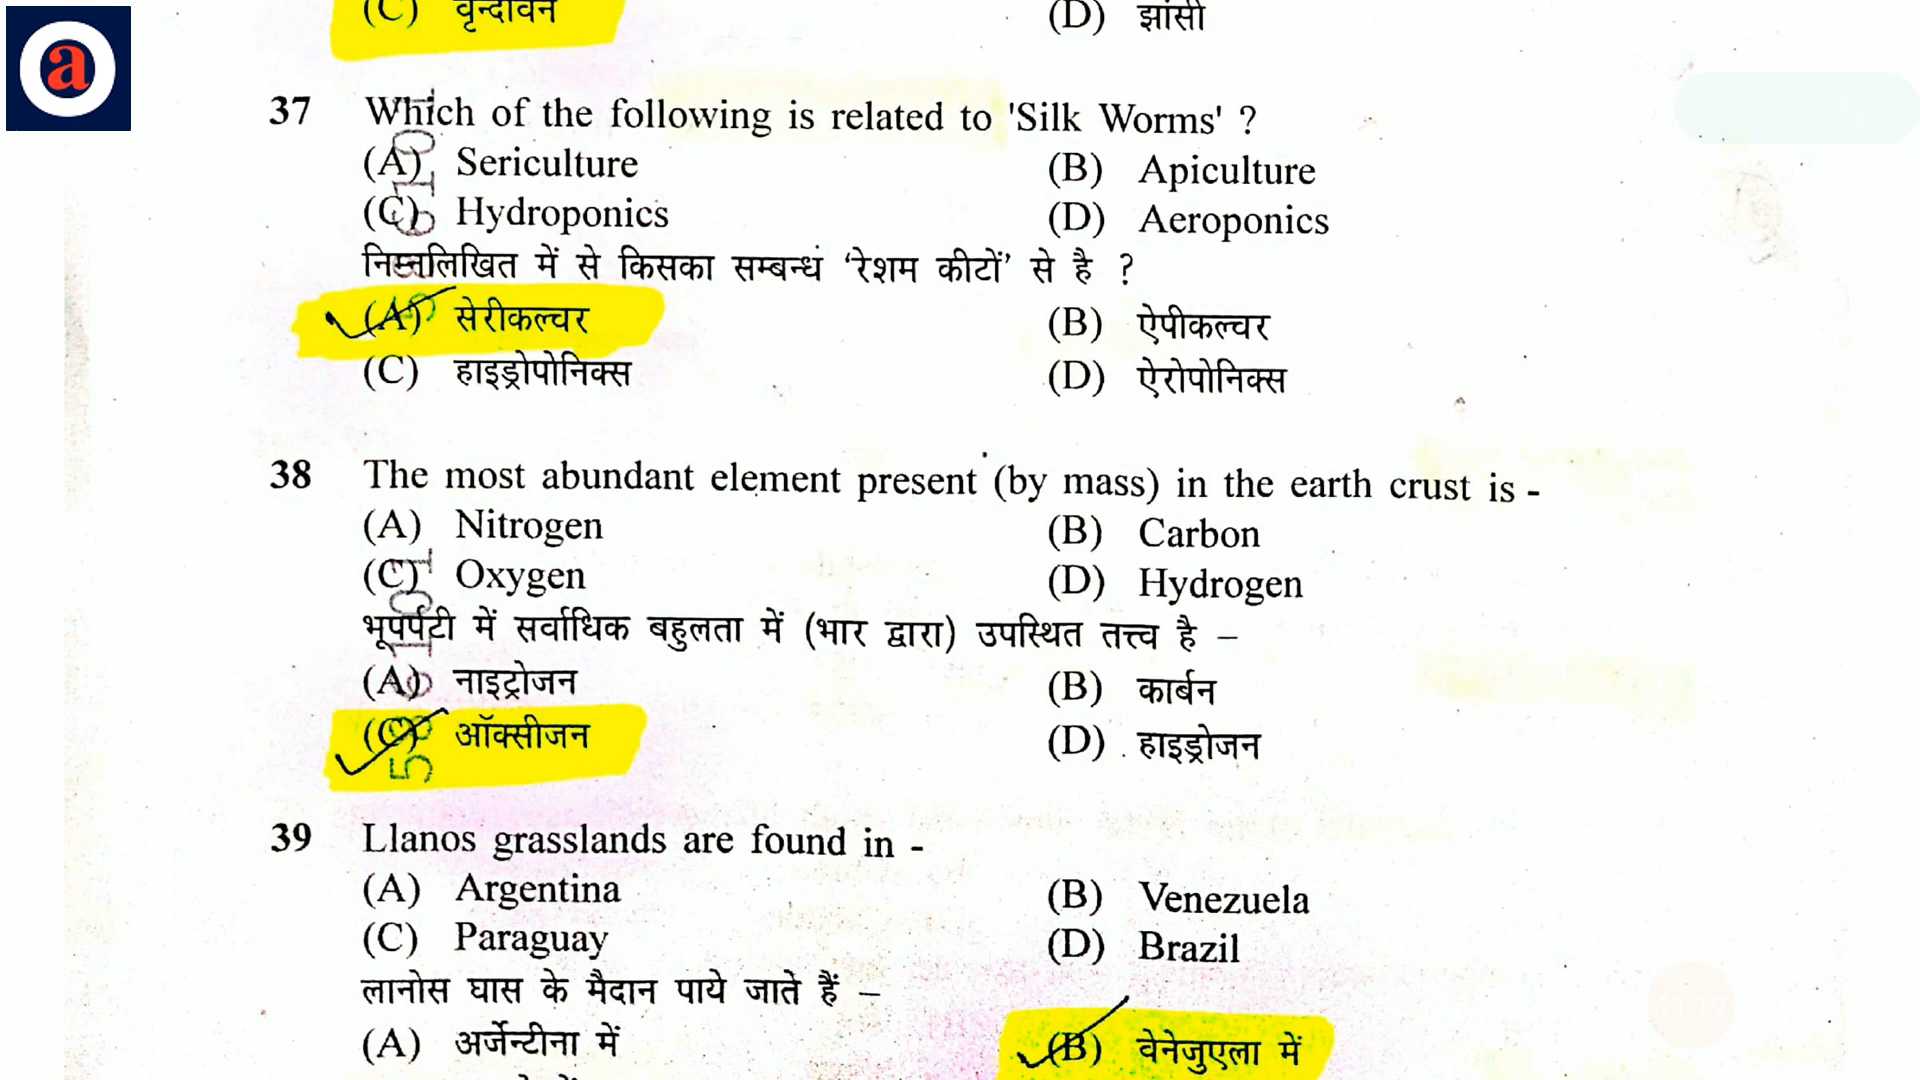 a
(C) वृन्दावन (D) झांसी
37 Which of the following is related to 'Silk Worms' ?
(A) Sericulture (B) Apiculture
(C) Hydroponics (D) Aeroponics
निम्नलिखित में से किसका सम्बन्धं ‘रेशम कीटों’ से है ?
(A) सेरीकल्चर (B) ऐपीकल्चर
(C) हाइड्रोपोनिक्स (D) ऐरोपोनिक्स
38 The most abundant element present (by mass) in the earth crust is -
(A) Nitrogen (B) Carbon
(C) Oxygen (D) Hydrogen
भूपर्पटी में सर्वाधिक बहुलता में (भार द्वारा) उपस्थित तत्त्व है –
(A) नाइट्रोजन (B) कार्बन
(C) ऑक्सीजन (D) हाइड्रोजन
39 Llanos grasslands are found in -
(A) Argentina (B) Venezuela
(C) Paraguay (D) Brazil
लानोस घास के मैदान पाये जाते हैं –
(A) अर्जेन्टीना में (B) वेनेजुएला में